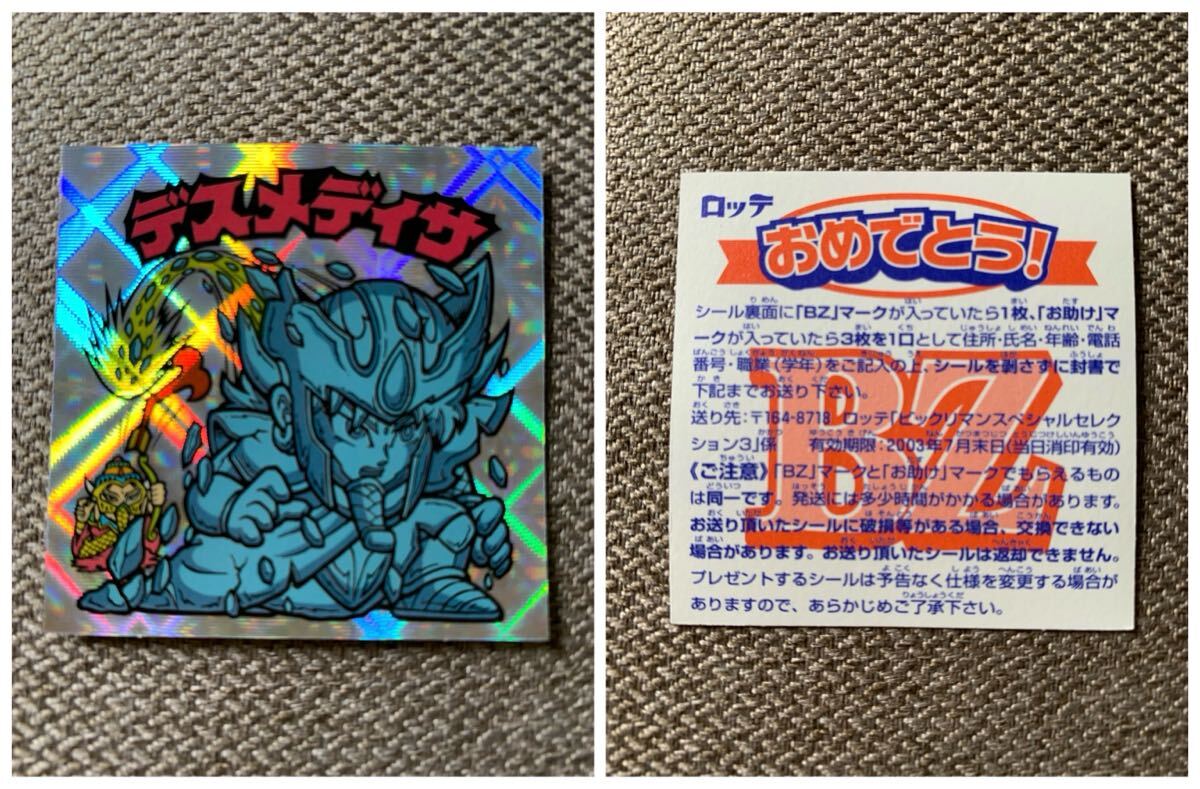 デスメディサ
ロッテ
おめでとう!
シール裏面に「BZ」マークが入っていたら1枚、「お助け」マ
ークが入っていたら3枚を1口として住所・氏名・年齢・電話
番号・職業(学年)をご記入の上、シールを剥さずに封書で
下記までお送り下さい。
送り先:〒164-8718 ロッテ「ビックリマンスペシャルセレク
ション3」係 有効期限:2003年7月末日(当日消印有効)
《ご注意》「BZ」マークと「お助け」マークでもらえるもの
は同一です。発送には多少時間がかかる場合があります。
お送り頂いたシールに破損等がある場合、交換できない
場合があります。お送り頂いたシールは返却できません。
プレゼントするシールは予告なく仕様を変更する場合が
ありますので、あらかじめご了承下さい。
BZ